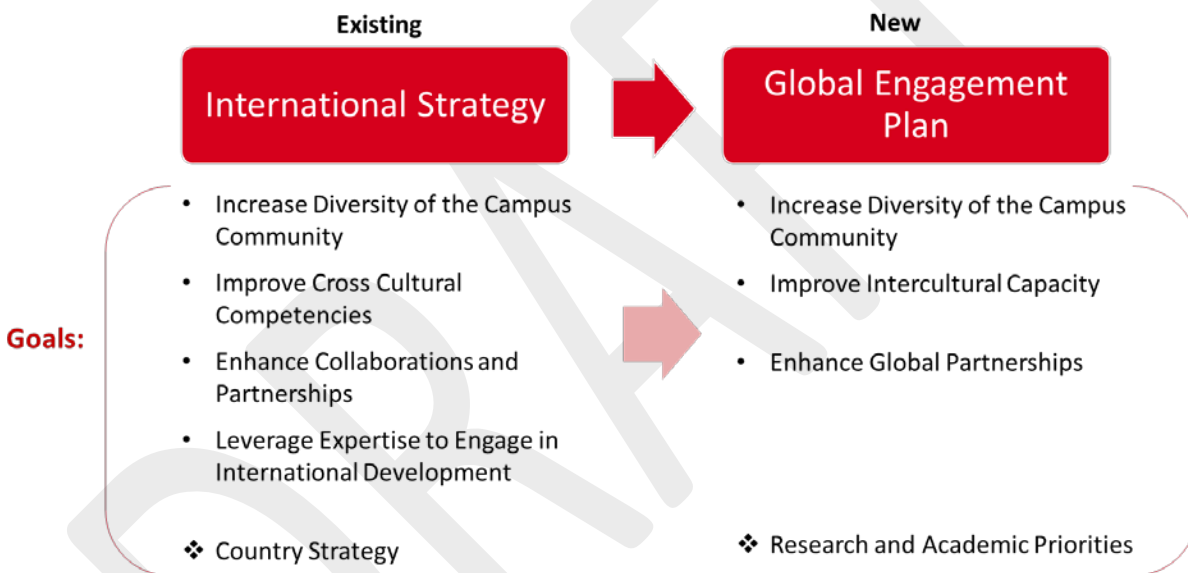 Existing
International Strategy
New
Global Engagement
Plan
Goals:
• Increase Diversity of the Campus
Community
• Improve Cross Cultural
Competencies
• Enhance Collaborations and
Partnerships
• Leverage Expertise to Engage in
International Development
❖ Country Strategy
• Increase Diversity of the Campus
Community
• Improve Intercultural Capacity
• Enhance Global Partnerships
❖ Research and Academic Priorities
DRAFT